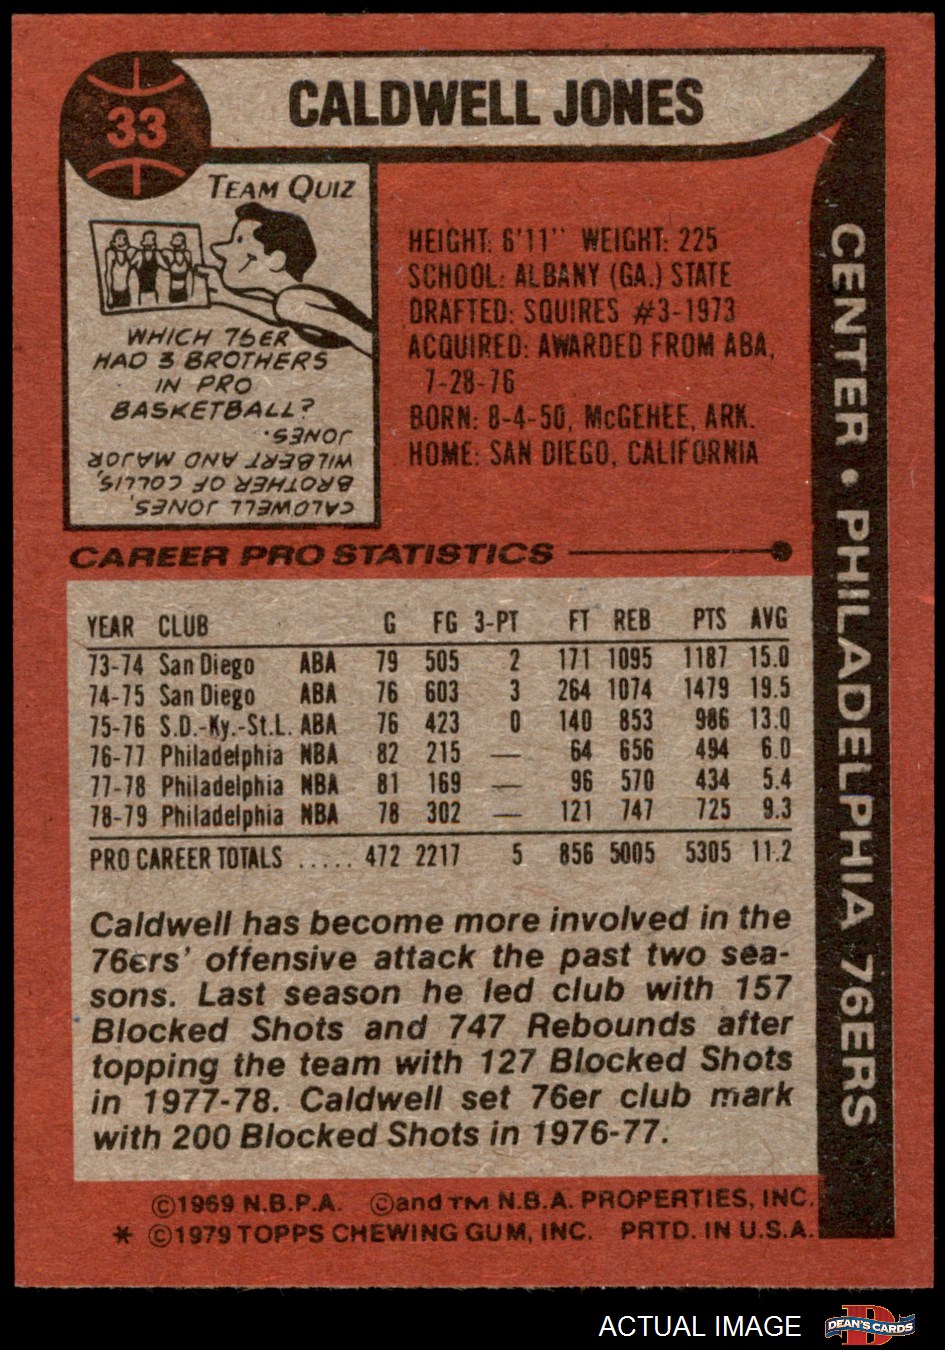 33
CALDWELL JONES
TEAM QUIZ
WHICH 76ER
HAD 3 BROTHERS
IN PRO
BASKETBALL?
CALDWELL JONES,
BROTHER OF COLLIS,
WILBERT AND MAJOR
JONES.
HEIGHT: 6'11" WEIGHT: 225
SCHOOL: ALBANY (GA.) STATE
DRAFTED: SQUIRES #3-1973
ACQUIRED: AWARDED FROM ABA,
7-28-76
BORN: 8-4-50, McGEHEE, ARK.
HOME: SAN DIEGO, CALIFORNIA
CENTER • PHILADELPHIA 76ERS
CAREER PRO STATISTICS
YEAR CLUB G FG 3-PT FT REB PTS AVG
73-74 San Diego ABA 79 505 2 171 1095 1187 15.0
74-75 San Diego ABA 76 603 3 264 1074 1479 19.5
75-76 S.D.-Ky.-St.L. ABA 76 423 0 140 853 986 13.0
76-77 Philadelphia NBA 82 215 — 64 656 494 6.0
77-78 Philadelphia NBA 81 169 — 96 570 434 5.4
78-79 Philadelphia NBA 78 302 — 121 747 725 9.3
PRO CAREER TOTALS ..... 472 2217 5 856 5005 5305 11.2
Caldwell has become more involved in the
76ers' offensive attack the past two sea-
sons. Last season he led club with 157
Blocked Shots and 747 Rebounds after
topping the team with 127 Blocked Shots
in 1977-78. Caldwell set 76er club mark
with 200 Blocked Shots in 1976-77.
©1969 N.B.P.A. ©and TM N.B.A. PROPERTIES, INC.
* ©1979 TOPPS CHEWING GUM, INC. PRTD. IN U.S.A.
ACTUAL IMAGE
D
DEAN'S CARDS